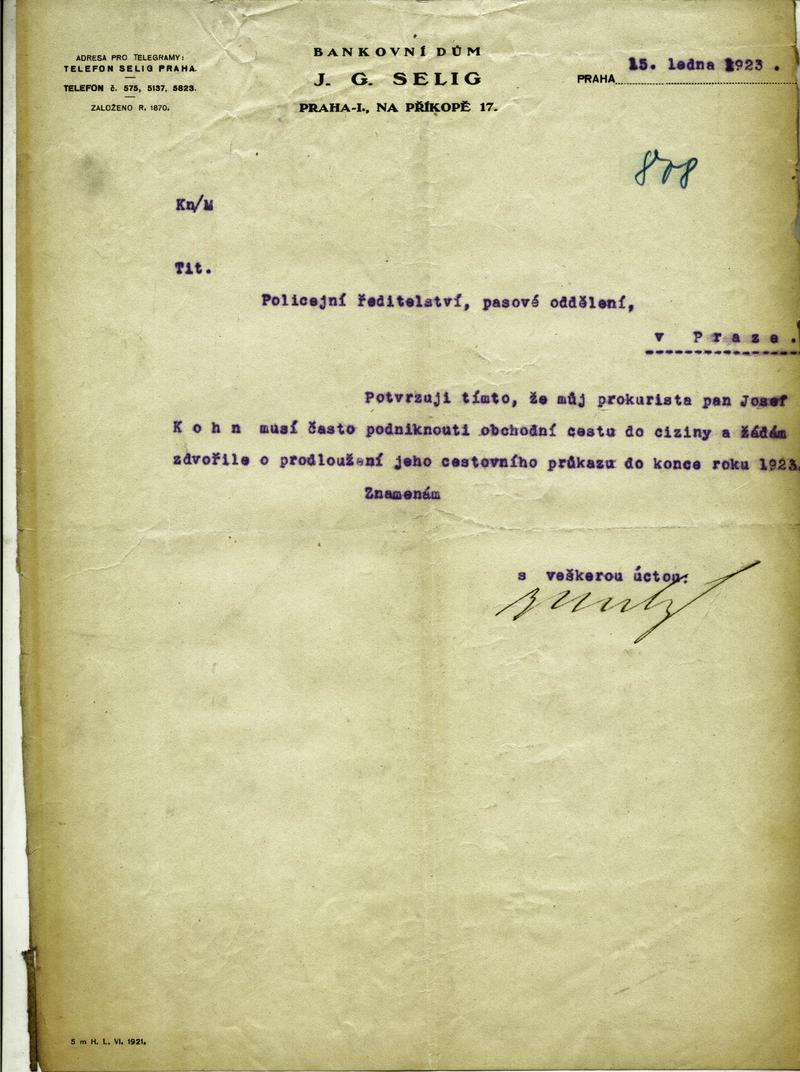 ADRESA PRO TELEGRAMY:
TELEFON SELIG PRAHA.
TELEFON č. 575, 5137, 5823.
ZALOŽENO R. 1870.
BANKOVNÍ DŮM
J. G. SELIG
PRAHA-I., NA PŘÍKOPĚ 17.
PRAHA 15. ledna 1923 .
808
Kn/M
Tit.
Policejní ředitelství, pasové oddělení,
v Praze.
Potvrzuji tímto, že můj prokurista pan Josef
K o h n musí často podniknouti obchodní cestu do ciziny a žádám
zdvořile o prodloužení jeho cestovního průkazu do konce roku 1923.
Znamenám
s veškerou úctou:
5 m H. L. VI. 1921.